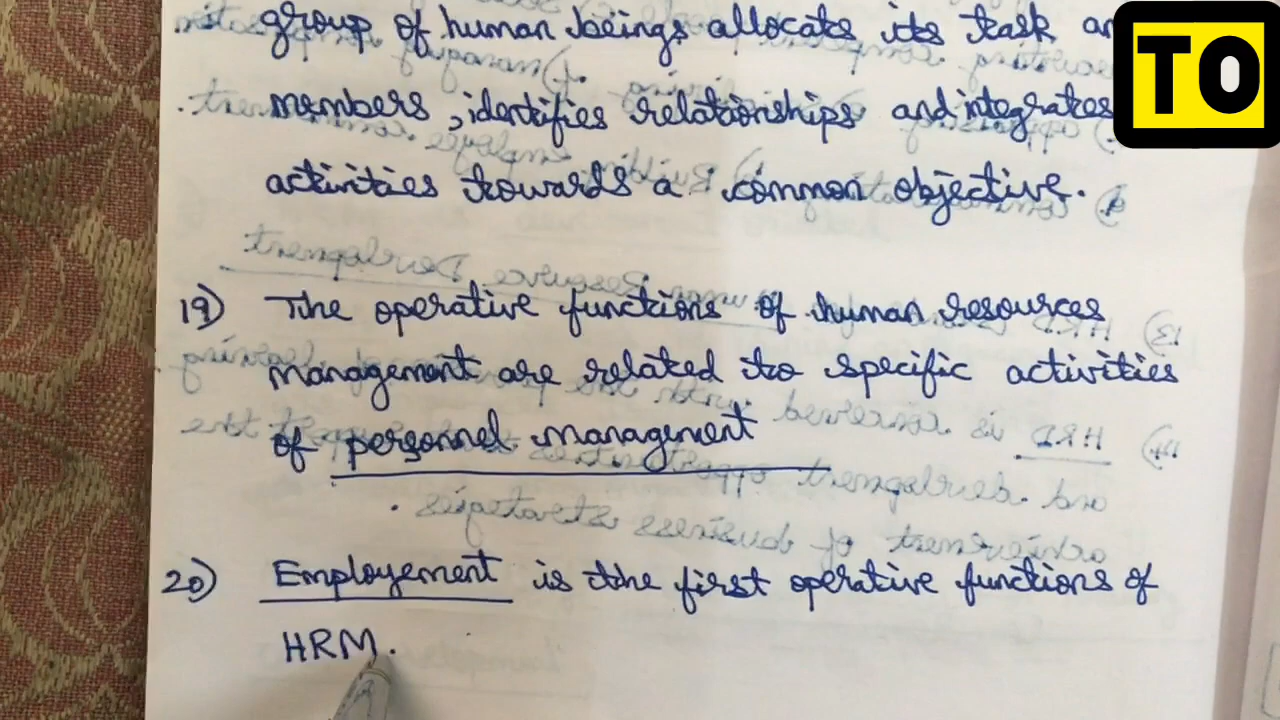 group of human beings allocates its task
TO
members, identifies relationships and integrates
activities towards a common objective.
19) The operative functions of human resources
management are related to specific activities
of personnel management
20) Employement is the first operative functions of
HRM.